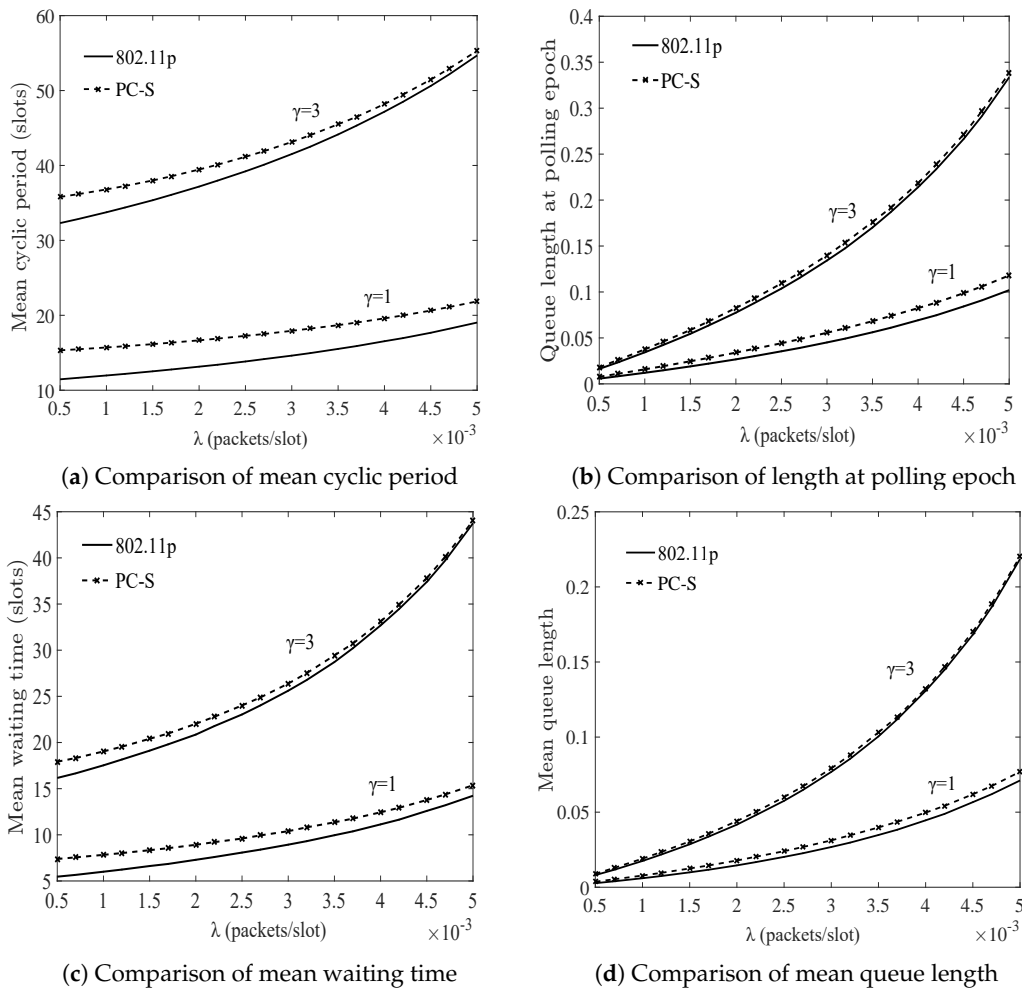 60
50
40
30
20
10
Mean cyclic period (slots)
802.11p
PC-S
γ=3
γ=1
0.5 1 1.5 2 2.5 3 3.5 4 4.5 5
λ (packets/slot) ×10⁻³
(a) Comparison of mean cyclic period
0.4
0.35
0.3
0.25
0.2
0.15
0.1
0.05
0
Queue length at polling epoch
802.11p
PC-S
γ=3
γ=1
0.5 1 1.5 2 2.5 3 3.5 4 4.5 5
λ (packets/slot) ×10⁻³
(b) Comparison of length at polling epoch
45
40
35
30
25
20
15
10
5
Mean waiting time (slots)
802.11p
PC-S
γ=3
γ=1
0.5 1 1.5 2 2.5 3 3.5 4 4.5 5
λ (packets/slot) ×10⁻³
(c) Comparison of mean waiting time
0.25
0.2
0.15
0.1
0.05
0
Mean queue length
802.11p
PC-S
γ=3
γ=1
0.5 1 1.5 2 2.5 3 3.5 4 4.5 5
λ (packets/slot) ×10⁻³
(d) Comparison of mean queue length